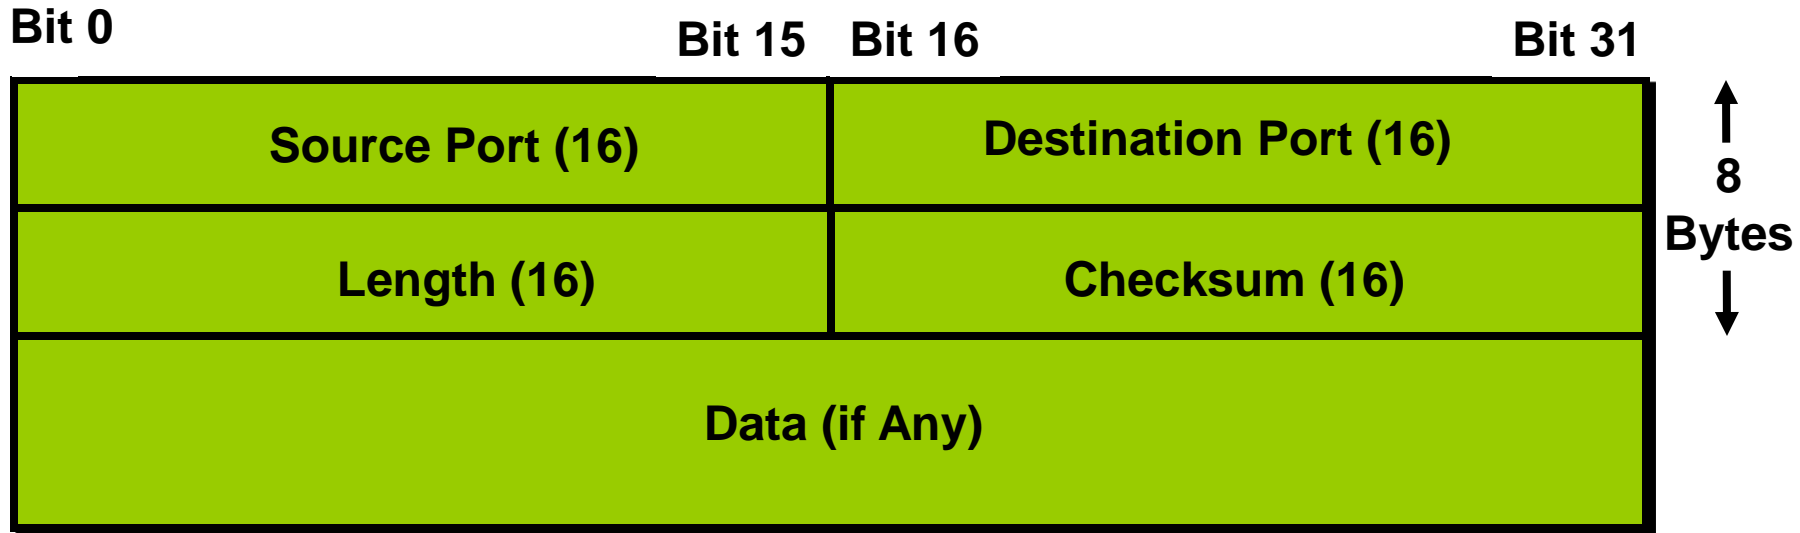 Bit 0
Bit 15
Bit 16
Bit 31
Source Port (16)
Destination Port (16)
8
Bytes
Length (16)
Checksum (16)
Data (if Any)